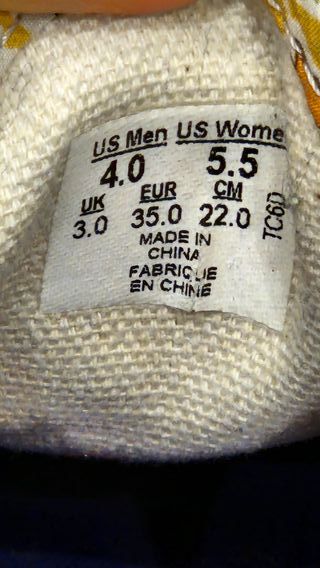 US Men US Wome
4.0 5.5
UK EUR CM
3.0 35.0 22.0
MADE IN
CHINA
FABRIQUE
EN CHINE
TC6D